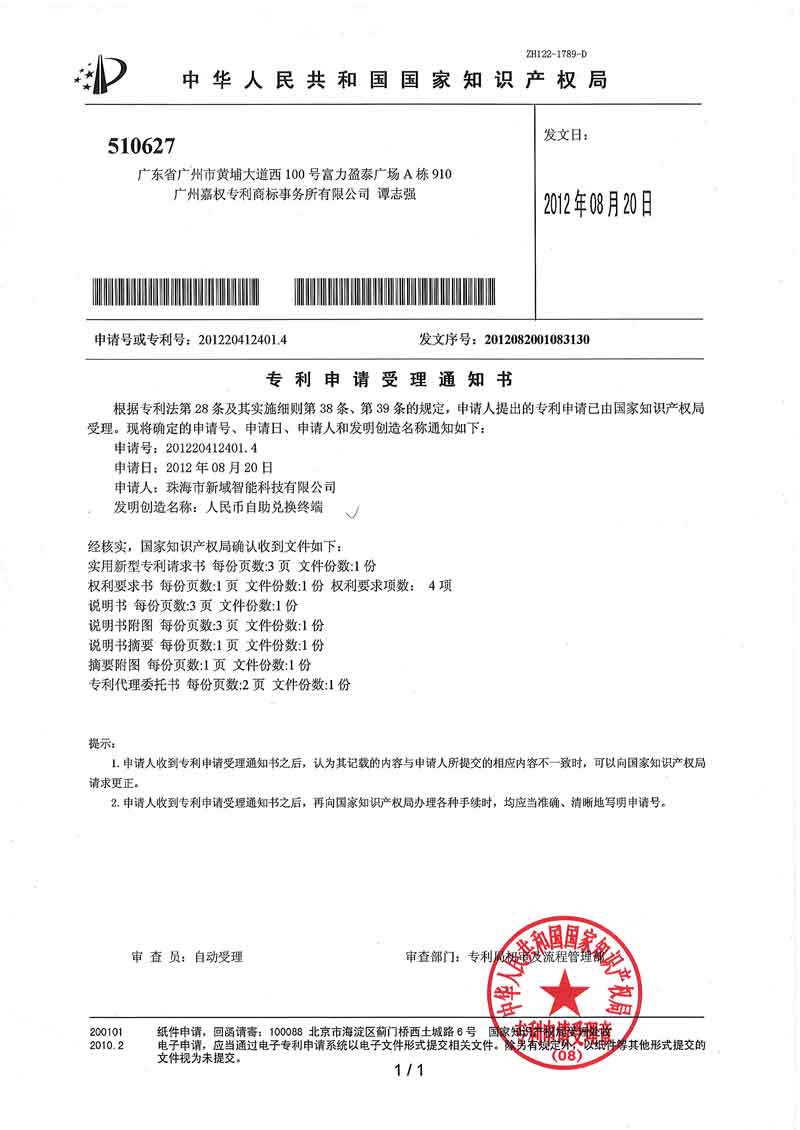 ZH122-1789-D
中华人民共和国国家知识产权局
510627
广东省广州市黄埔大道西 100 号富力盈泰广场 A 栋 910
广州嘉权专利商标事务所有限公司 谭志强
发文日:
2012年08月20日
申请号或专利号: 201220412401.4
发文序号: 2012082001083130
专利申请受理通知书
根据专利法第 28 条及其实施细则第 38 条、第 39 条的规定, 申请人提出的专利申请已由国家知识产权局
受理。现将确定的申请号、申请日、申请人和发明创造名称通知如下:
申请号: 201220412401.4
申请日: 2012 年 08 月 20 日
申请人: 珠海市新域智能科技有限公司
发明创造名称: 人民币自助兑换终端
经核实, 国家知识产权局确认收到文件如下:
实用新型专利请求书 每份页数:3 页 文件份数:1 份
权利要求书 每份页数:1 页 文件份数:1 份 权利要求项数: 4 项
说明书 每份页数:3 页 文件份数:1 份
说明书附图 每份页数:3 页 文件份数:1 份
说明书摘要 每份页数:1 页 文件份数:1 份
摘要附图 每份页数:1 页 文件份数:1 份
专利代理委托书 每份页数:2 页 文件份数:1 份
提示:
1.申请人收到专利申请受理通知书之后, 认为其记载的内容与申请人所提交的相应内容不一致时, 可以向国家知识产权局
请求更正。
2.申请人收到专利申请受理通知书之后, 再向国家知识产权局办理各种手续时, 均应当准确、清晰地写明申请号。
审 查 员: 自动受理
审查部门: 专利局初审及流程管理部
中华人民共和国国家知识产权局
专利申请受理章
(08)
200101 纸件申请, 回函请寄: 100088 北京市海淀区蓟门桥西土城路 6 号 国家知识产权局受理处收
2010.2 电子申请, 应当通过电子专利申请系统以电子文件形式提交相关文件。除另有规定外, 以纸件等其他形式提交的
文件视为未提交。
1 / 1